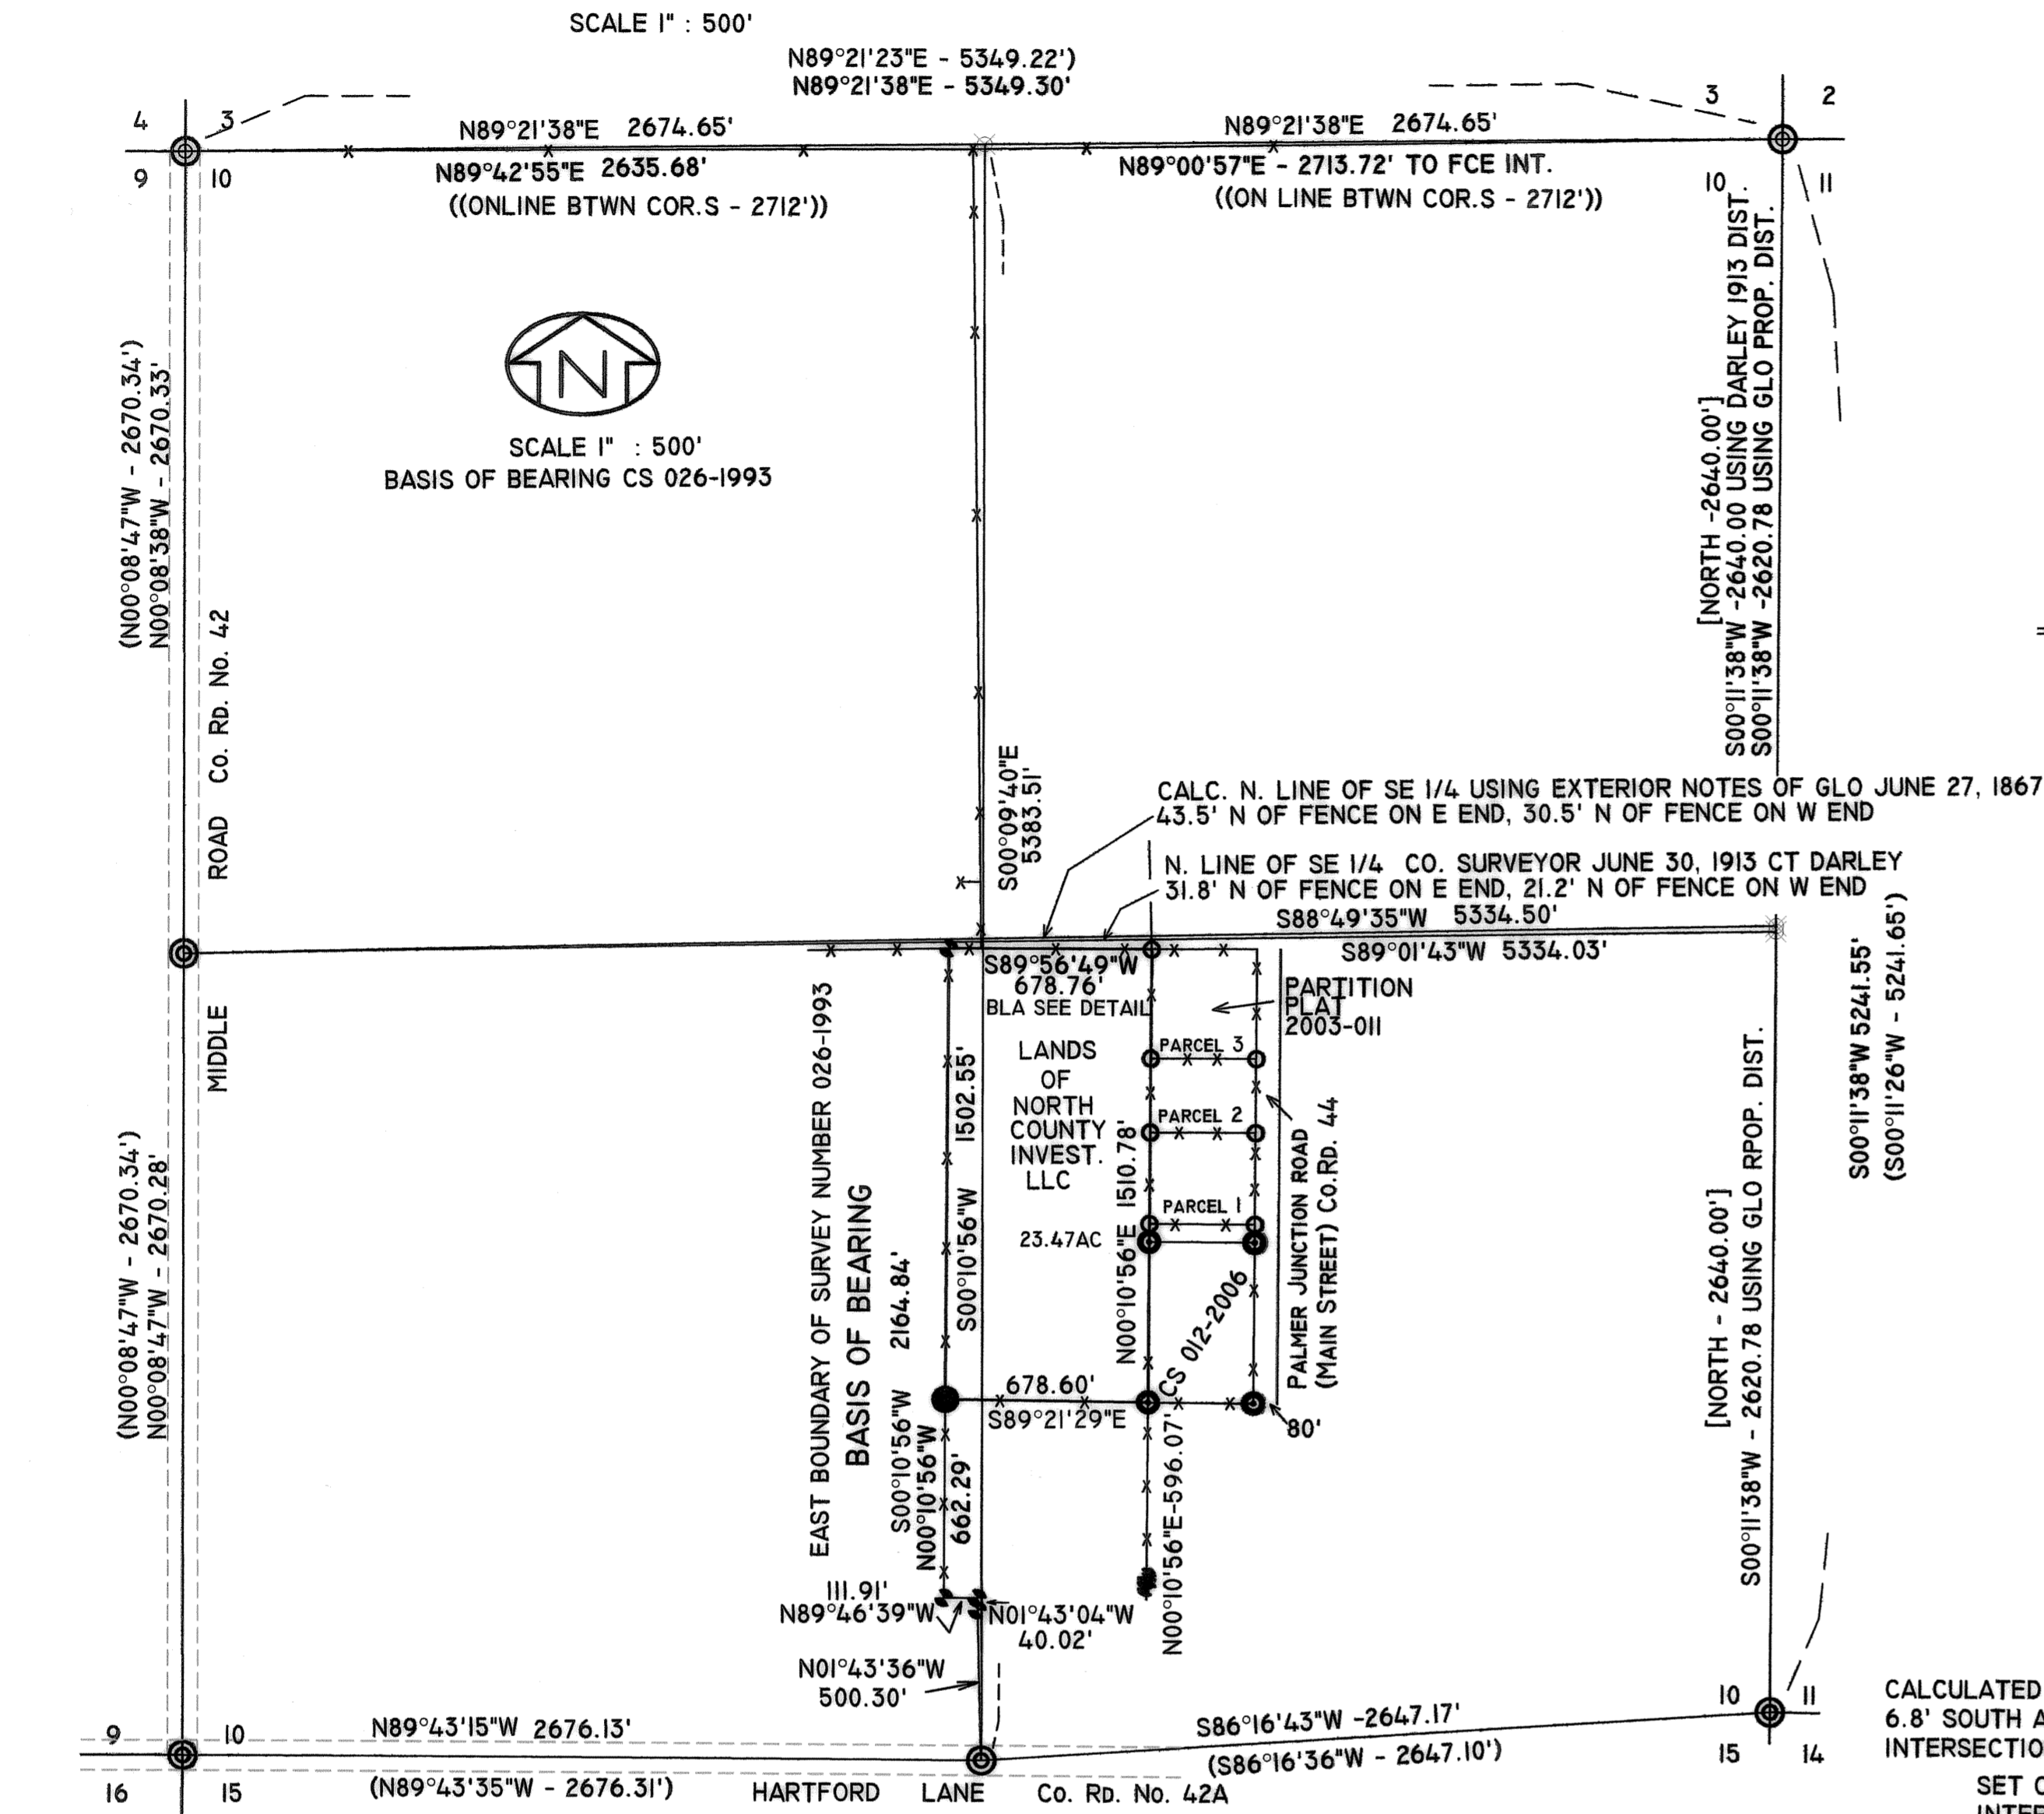 SCALE 1" : 500'
N89°21'23"E - 5349.22')
N89°21'38"E - 5349.30'
4
3
3
2
N89°21'38"E 2674.65'
N89°21'38"E 2674.65'
9
10
N89°42'55"E 2635.68'
N89°00'57"E - 2713.72' TO FCE INT.
10
11
((ONLINE BTWN COR.S - 2712'))
((ON LINE BTWN COR.S - 2712'))
N
SCALE 1" : 500'
BASIS OF BEARING CS 026-1993
(N00°08'47"W - 2670.34')
N00°08'38"W - 2670.33'
MIDDLE ROAD Co. RD. No. 42
[NORTH -2640.00']
S00°11'38"W -2640.00 USING DARLEY 1913 DIST.
S00°11'38"W -2620.78 USING GLO PROP. DIST.
S00°09'40"E
5383.51'
CALC. N. LINE OF SE 1/4 USING EXTERIOR NOTES OF GLO JUNE 27, 1867
43.5' N OF FENCE ON E END, 30.5' N OF FENCE ON W END
N. LINE OF SE 1/4 CO. SURVEYOR JUNE 30, 1913 CT DARLEY
31.8' N OF FENCE ON E END, 21.2' N OF FENCE ON W END
S88°49'35"W 5334.50'
S89°01'43"W 5334.03'
S89°56'49"W
678.76'
BLA SEE DETAIL
PARTITION
PLAT
2003-011
LANDS
OF
NORTH
COUNTY
INVEST.
LLC
23.47AC
PARCEL 3
PARCEL 2
PARCEL 1
S00°11'38"W 5241.55'
(S00°11'26"W - 5241.65')
EAST BOUNDARY OF SURVEY NUMBER 026-1993
BASIS OF BEARING
S00°10'56"W 2164.84'
S00°10'56"W 1502.55'
N00°10'56"E 1510.78'
CS 012-2006
PALMER JUNCTION ROAD
(MAIN STREET) Co.RD. 44
(N00°08'47"W - 2670.34')
N00°08'47"W - 2670.28'
[NORTH - 2640.00']
S00°11'38"W - 2620.78 USING GLO RPOP. DIST.
678.60'
S89°21'29"E
80'
N00°10'56"W
662.29'
N00°10'56"E-596.07'
111.91'
N89°46'39"W
N01°43'04"W
40.02'
N01°43'36"W
500.30'
9
10
N89°43'15"W 2676.13'
S86°16'43"W -2647.17'
10
11
(N89°43'35"W - 2676.31')
(S86°16'36"W - 2647.10')
16
15
15
14
HARTFORD LANE Co. RD. No. 42A
CALCULATED
6.8' SOUTH A
INTERSECTIO
SET C